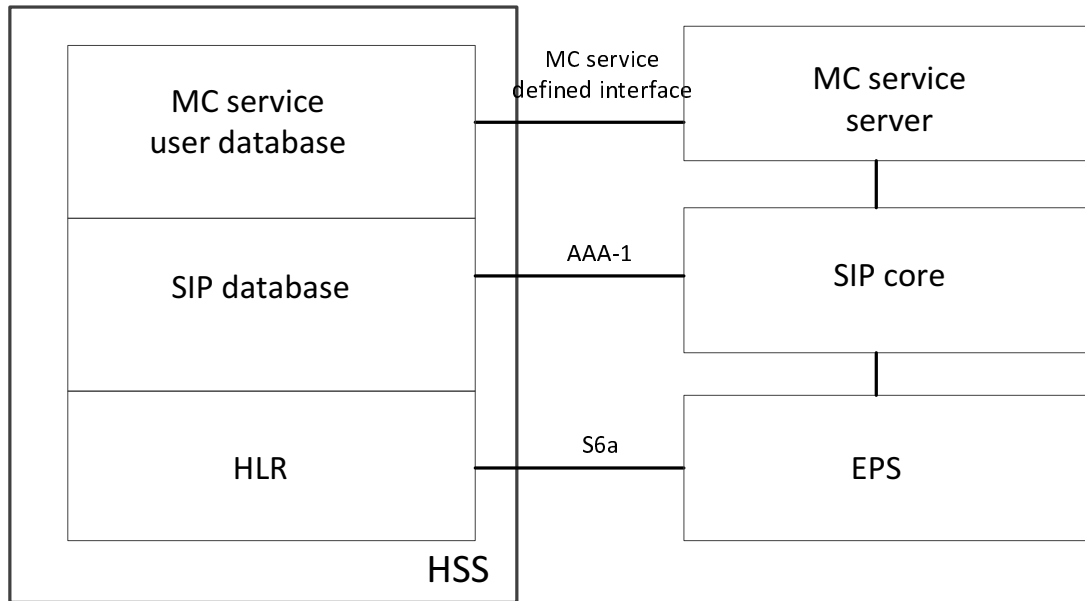 MC service
user database
MC service
defined interface
MC service
server
SIP database
AAA-1
SIP core
HLR
S6a
EPS
HSS